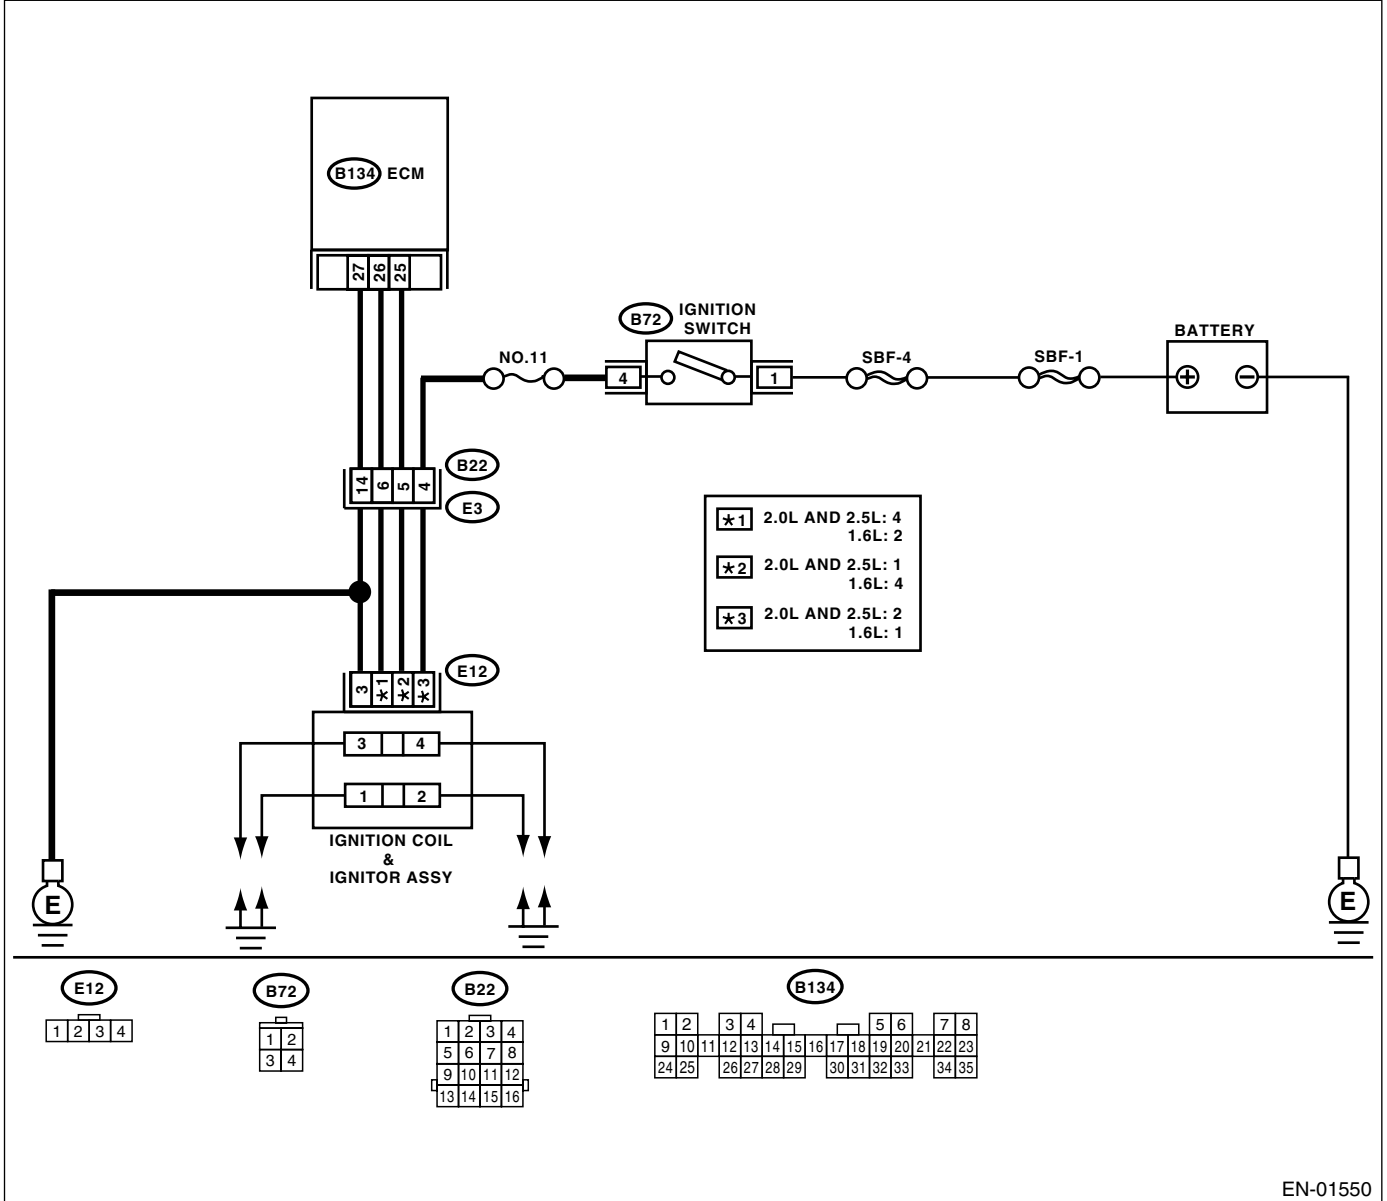 B134 ECM
27 26 25
B72
IGNITION
SWITCH
BATTERY
NO.11
4
1
SBF-4
SBF-1
+
−
B22
14 6 5 4
E3
*1 2.0L AND 2.5L: 4
1.6L: 2
*2 2.0L AND 2.5L: 1
1.6L: 4
*3 2.0L AND 2.5L: 2
1.6L: 1
E12
3 *1 *2 *3
3 4
1 2
IGNITION COIL
&
IGNITOR ASSY
E
E
E12
1 2 3 4
B72
1 2
3 4
B22
1 2 3 4
5 6 7 8
9 10 11 12
13 14 15 16
B134
1 2 3 4 5 6 7 8
9 10 11 12 13 14 15 16 17 18 19 20 21 22 23
24 25 26 27 28 29 30 31 32 33 34 35
EN-01550